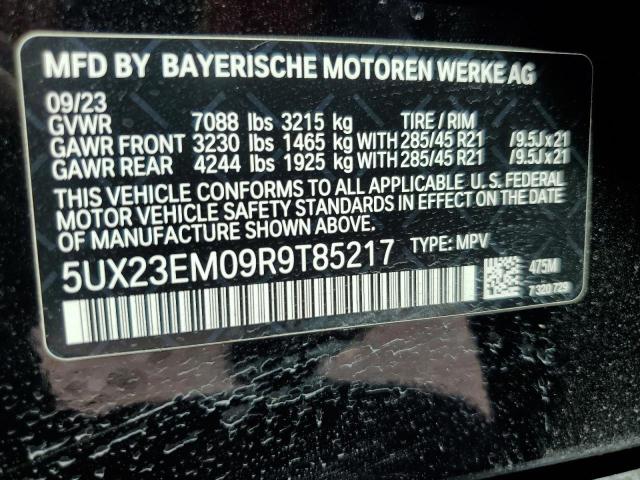 MFD BY BAYERISCHE MOTOREN WERKE AG
09/23
GVWR 7088 lbs 3215 kg TIRE / RIM
GAWR FRONT 3230 lbs 1465 kg WITH 285/45 R21 /9.5Jx21
GAWR REAR 4244 lbs 1925 kg WITH 285/45 R21 /9.5Jx21
THIS VEHICLE CONFORMS TO ALL APPLICABLE U.S. FEDERAL
MOTOR VEHICLE SAFETY STANDARDS IN EFFECT ON THE DATE
OF MANUFACTURE SHOWN ABOVE.
5UX23EM09R9T85217 TYPE: MPV
475M
7 320 729